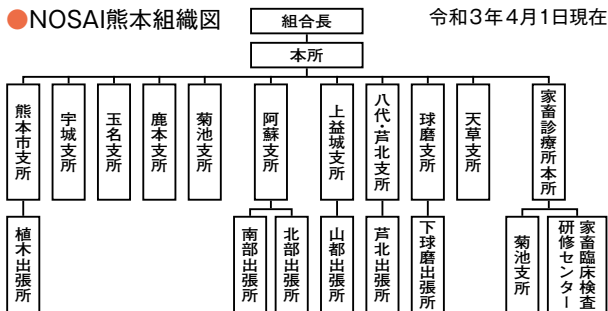 ●NOSAI熊本組織図
令和3年4月1日現在
組合長
本所
熊本市支所
宇城支所
玉名支所
鹿本支所
菊池支所
阿蘇支所
上益城支所
八代・芦北支所
球磨支所
天草支所
家畜診療所本所
植木出張所
南部出張所
北部出張所
山都出張所
芦北出張所
下球磨出張所
菊池支所
家畜臨床検査
研修センター